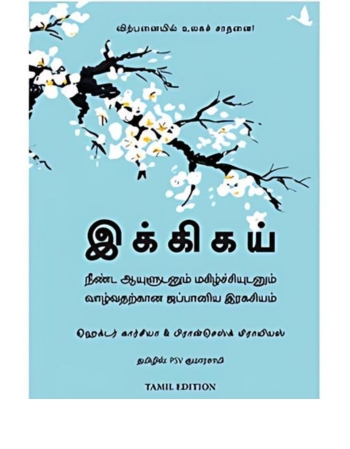 விற்பனையில் உலகச் சாதனை!
இக்கிகய்
நீண்ட ஆயுளுடனும் மகிழ்ச்சியுடனும்
வாழ்வதற்கான ஜப்பானிய இரகசியம்
ஹெக்டர் கார்சியா & பிரான்செஸ்க் மிராயியஸ்
தமிழில்: PSV குமாரசாமி
TAMIL EDITION